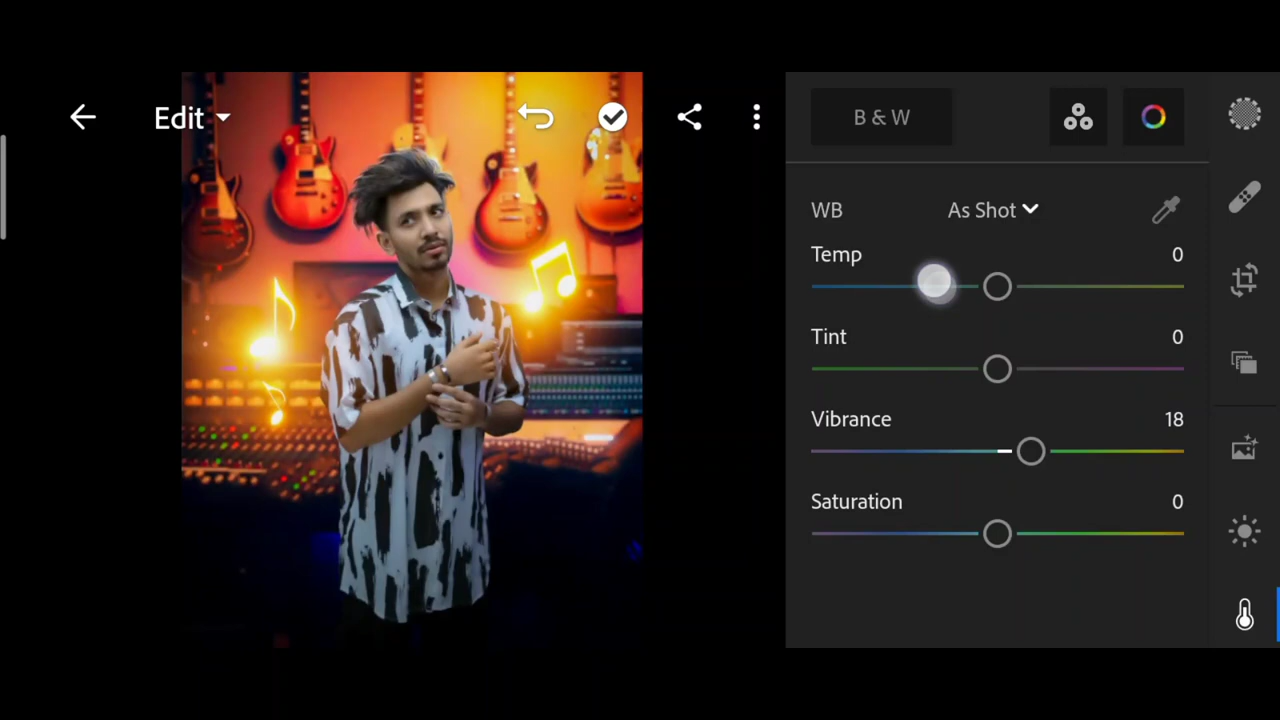 Edit
B & W
WB As Shot
Temp 0
Tint 0
Vibrance 18
Saturation 0